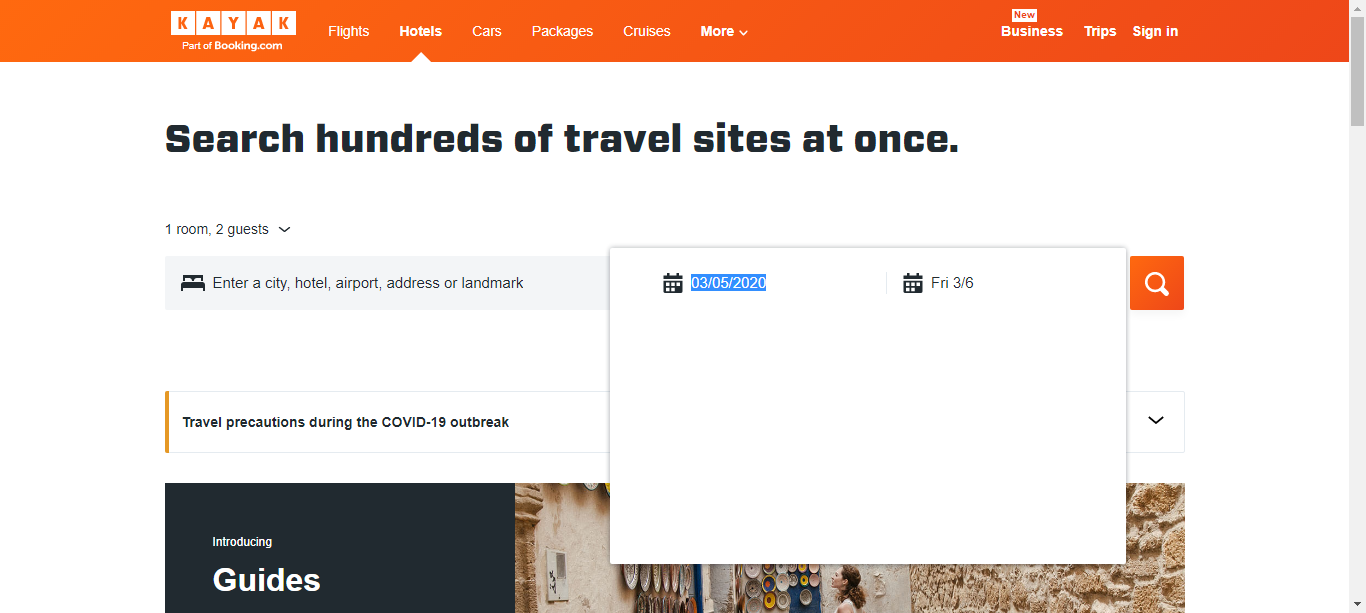 KAYAK
Part of Booking.com
Flights
Hotels
Cars
Packages
Cruises
More
New
Business
Trips
Sign in
Search hundreds of travel sites at once.
1 room, 2 guests
Enter a city, hotel, airport, address or landmark
03/05/2020
Fri 3/6
Travel precautions during the COVID-19 outbreak
Introducing
Guides